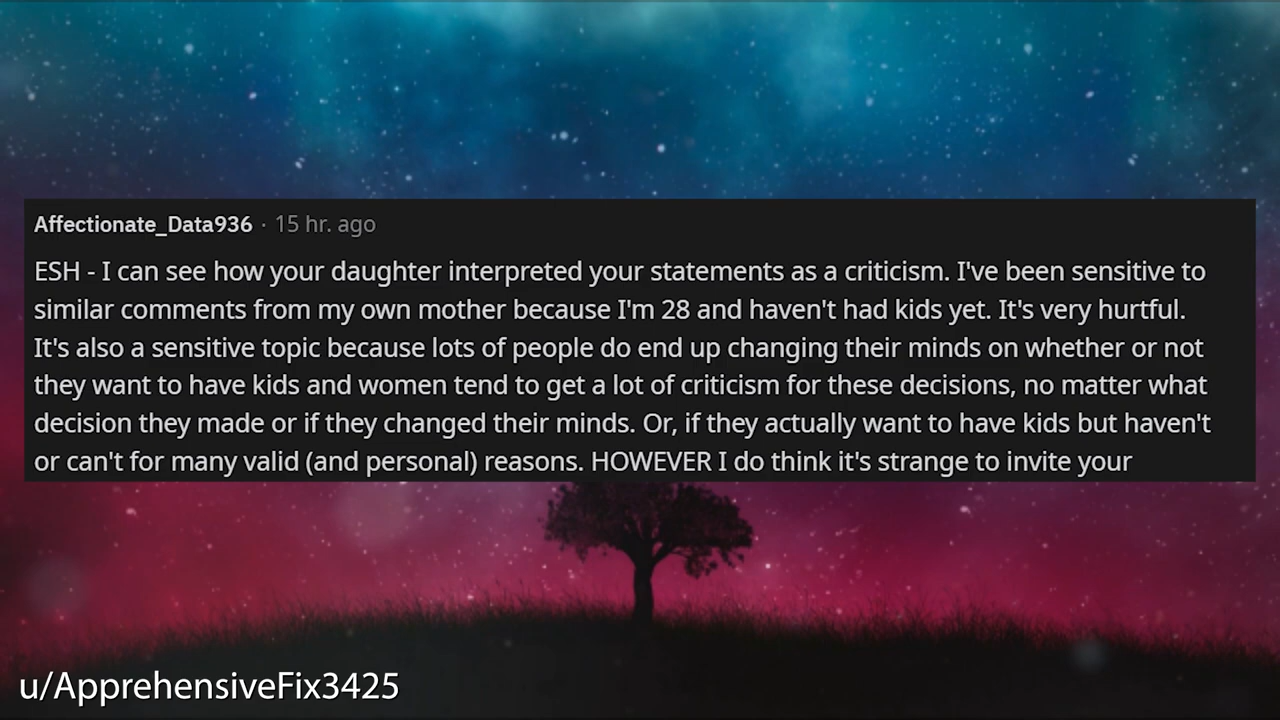 Affectionate_Data936 · 15 hr. ago
ESH - I can see how your daughter interpreted your statements as a criticism. I've been sensitive to
similar comments from my own mother because I'm 28 and haven't had kids yet. It's very hurtful.
It's also a sensitive topic because lots of people do end up changing their minds on whether or not
they want to have kids and women tend to get a lot of criticism for these decisions, no matter what
decision they made or if they changed their minds. Or, if they actually want to have kids but haven't
or can't for many valid (and personal) reasons. HOWEVER I do think it's strange to invite your
u/ApprehensiveFix3425